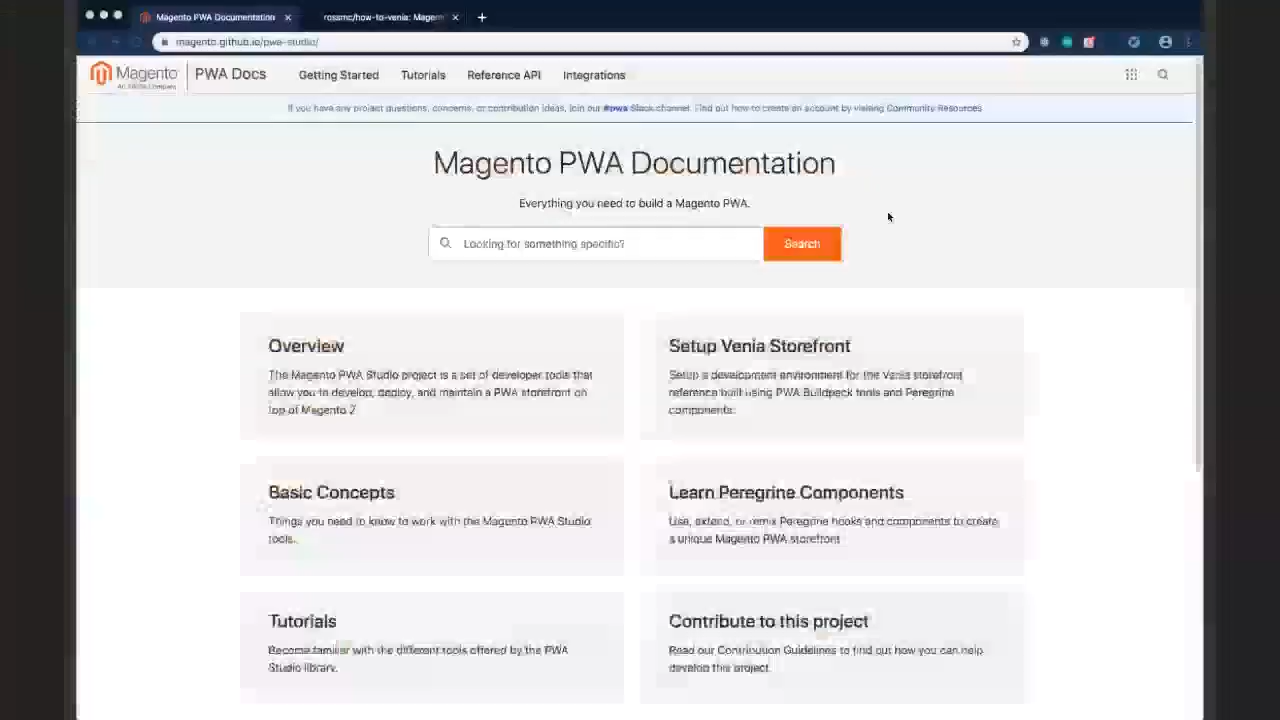 Magento PWA Documentation
rossmc/how-to-venia: Magen
magento.github.io/pwa-studio/
Magento
An Adobe Company
PWA Docs
Getting Started
Tutorials
Reference API
Integrations
If you have any project questions, concerns, or contribution ideas, join our #pwa Slack channel. Find out how to create an account by visiting Community Resources
Magento PWA Documentation
Everything you need to build a Magento PWA.
Looking for something specific?
Search
Overview
The Magento PWA Studio project is a set of developer tools that
allow you to develop, deploy, and maintain a PWA storefront on
top of Magento 2
Setup Venia Storefront
Setup a development environment for the Venia storefront
reference built using PWA Buildpack tools and Peregrine
components.
Basic Concepts
Things you need to know to work with the Magento PWA Studio
tools.
Learn Peregrine Components
Use, extend, or remix Peregrine hooks and components to create
a unique Magento PWA storefront
Tutorials
Become familiar with the different tools offered by the PWA
Studio library.
Contribute to this project
Read our Contribution Guidelines to find out how you can help
develop this project.